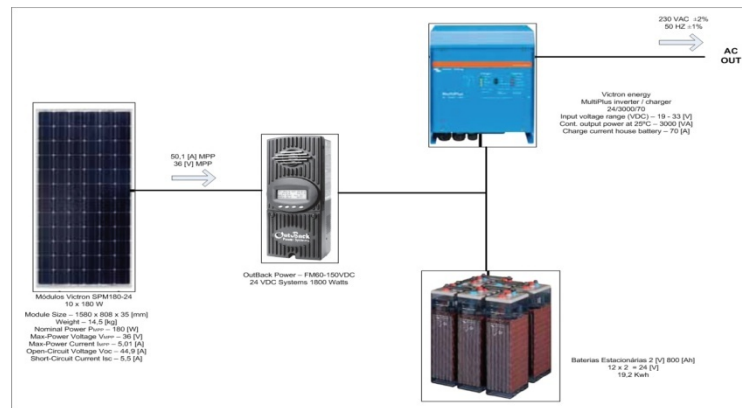 230 VAC ±2%
50 HZ ±1%
AC
OUT
Victron energy
MultiPlus inverter / charger
24/3000/70
Input voltage range (VDC) – 19 - 33 [V]
Cont. output power at 25ºC – 3000 [VA]
Charge current house battery – 70 [A]
50,1 [A] MPP
36 [V] MPP
OutBack
Power Systems
OutBack Power – FM60-150VDC
24 VDC Systems 1800 Watts
Módulos Victron SPM180-24
10 x 180 W
Module Size – 1580 x 808 x 35 [mm]
Weight – 14,5 [kg]
Nominal Power PMPP – 180 [W]
Max-Power Voltage VMPP – 36 [V]
Max-Power Current IMPP – 5,01 [A]
Open-Circuit Voltage Voc – 44,9 [A]
Short-Circuit Current Isc – 5,5 [A]
Baterias Estacionárias 2 [V] 800 [Ah]
12 x 2 = 24 [V]
19,2 Kwh